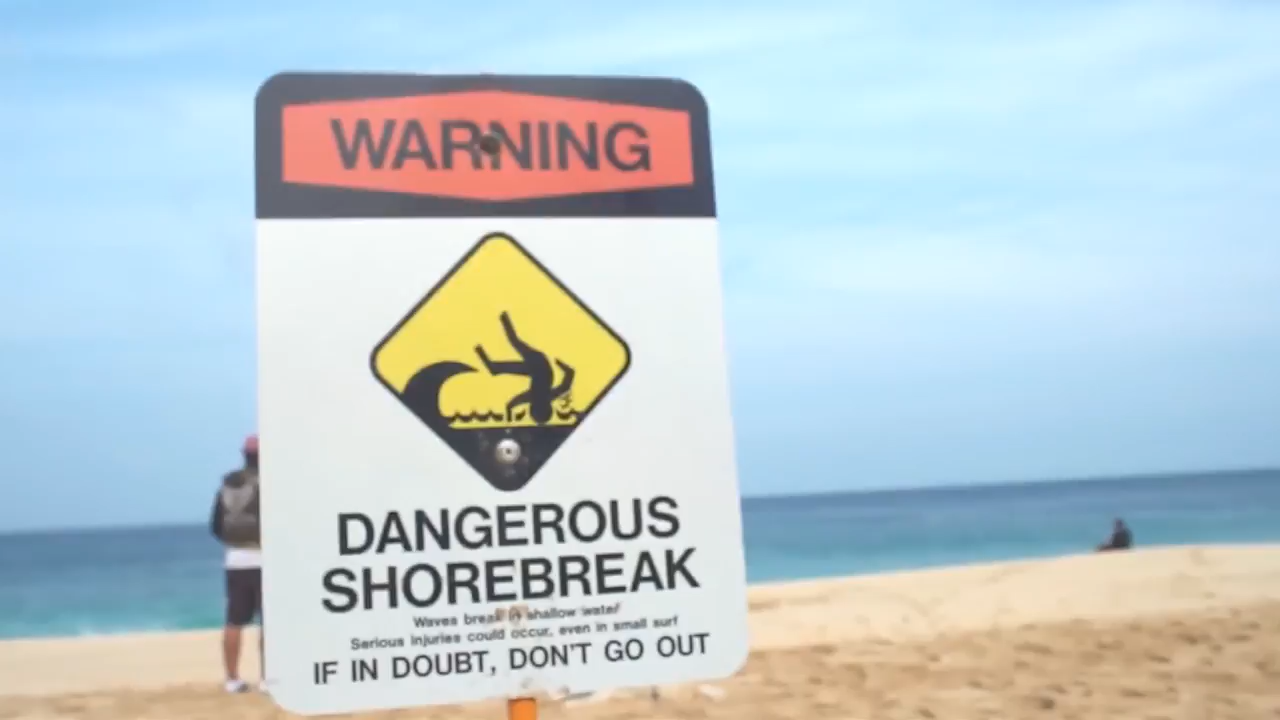 WARNING
DANGEROUS
SHOREBREAK
Waves break in shallow water
Serious injuries could occur, even in small surf
IF IN DOUBT, DON'T GO OUT